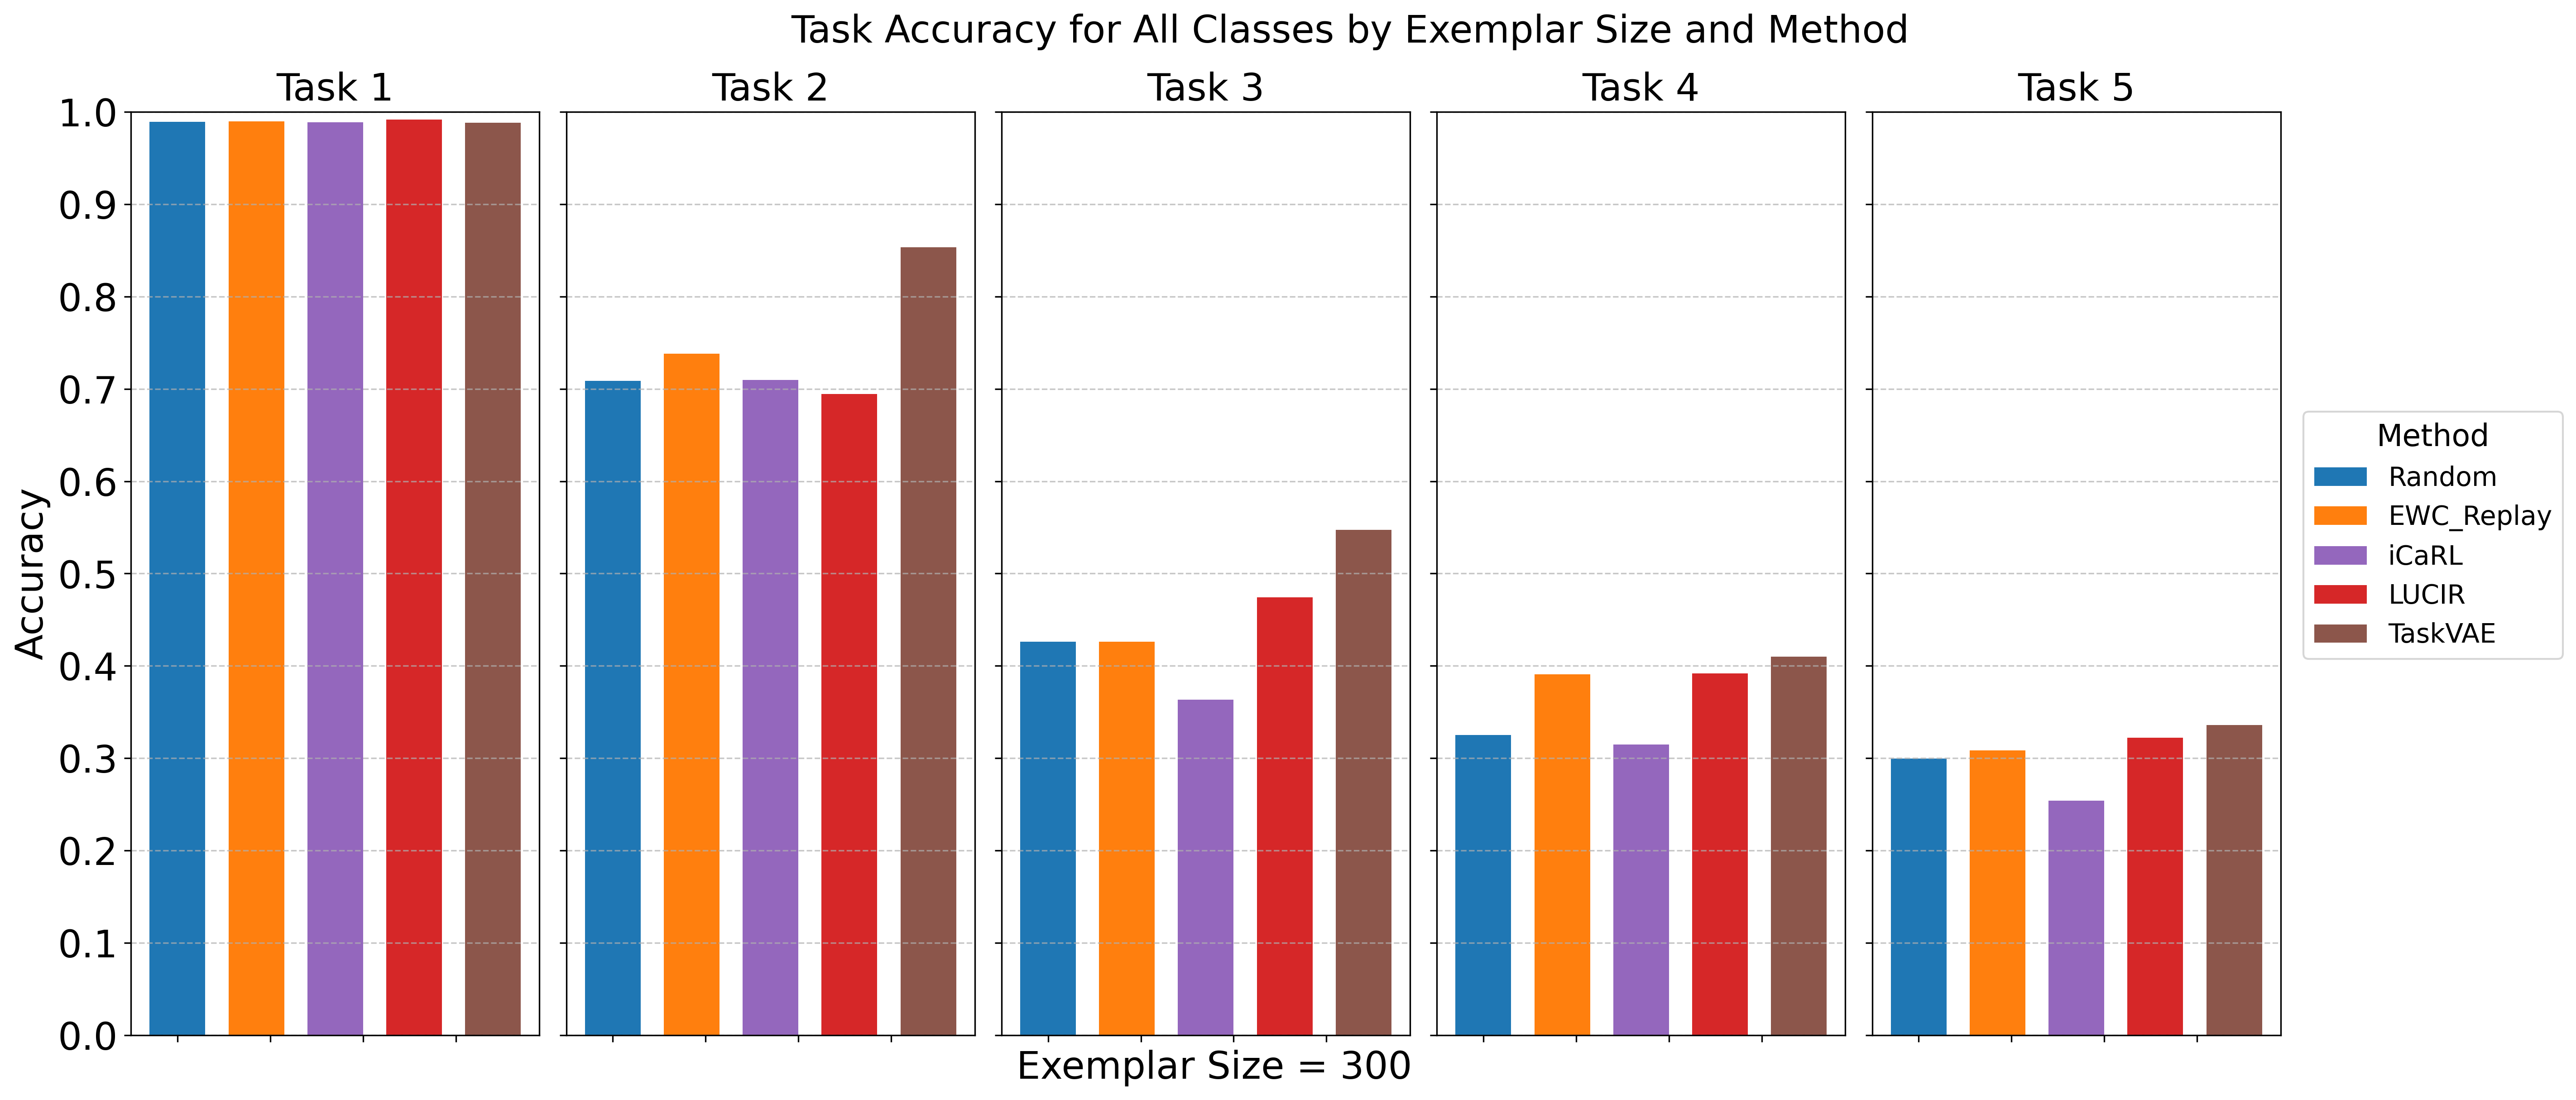 Task Accuracy for All Classes by Exemplar Size and Method
Task 1
Task 2
Task 3
Task 4
Task 5
Accuracy
1.0
0.9
0.8
0.7
0.6
0.5
0.4
0.3
0.2
0.1
0.0
Exemplar Size = 300
Method
Random
EWC_Replay
iCaRL
LUCIR
TaskVAE